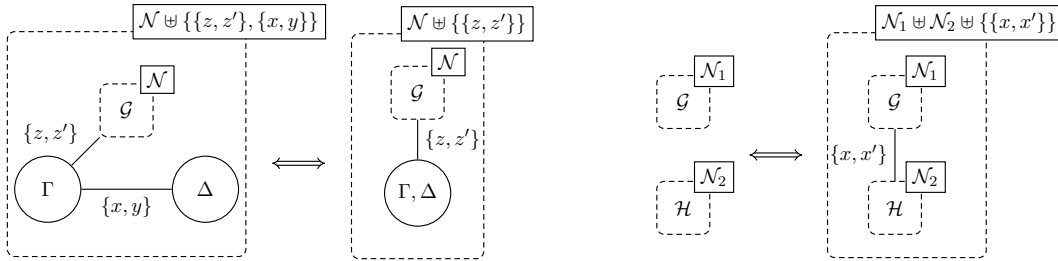 𝒩 ⊎ {{z, z′}, {x, y}}
𝒩
𝒢
{z, z′}
Γ
{x, y}
Δ
⟺
𝒩 ⊎ {{z, z′}}
𝒩
𝒢
{z, z′}
Γ, Δ
𝒩₁
𝒢
𝒩₂
ℋ
⟺
𝒩₁ ⊎ 𝒩₂ ⊎ {{x, x′}}
𝒩₁
𝒢
{x, x′}
𝒩₂
ℋ